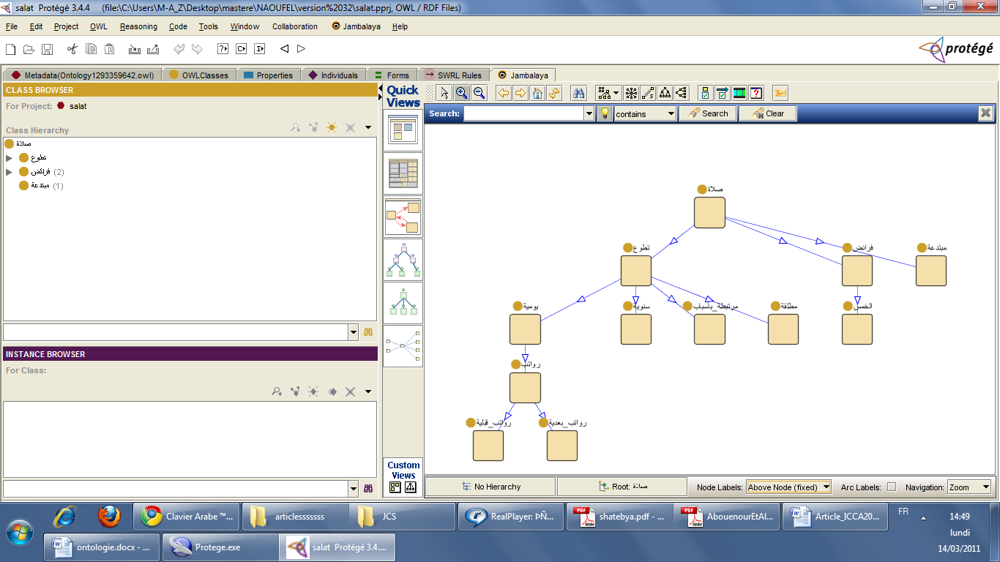 salat  Protégé 3.4.4    (file:\C:\Users\M-A_Z\Desktop\mastere\NAOUFEL\version%2032\salat.pprj, OWL / RDF Files)
File Edit Project OWL Reasoning Code Tools Window Collaboration Jambalaya Help
protégé
Metadata(Ontology1293359642.owl) OWLClasses Properties Individuals Forms SWRL Rules Jambalaya
CLASS BROWSER
For Project: salat
Class Hierarchy
صلاة
تطوع
فرائض (2)
مبتدعة (1)
INSTANCE BROWSER
For Class:
Quick Views
Custom Views
Search: contains Search Clear
صلاة
تطوع فرائض مبتدعة
يومية سنوية مرتبطة_بأسباب مطلقة الخمس
رواتب
رواتب_قبلية رواتب_بعدية
No Hierarchy Root: صلاة Node Labels: Above Node (fixed) Arc Labels: Navigation: Zoom
Clavier Arabe ™... articlesssssss JCS RealPlayer: ÞÑ... shatebya.pdf - ... AbouenourEtAl... Article_ICCA20... FR 14:49
lundi
ontologie.docx - ... Protege.exe salat  Protégé 3.4.... 14/03/2011